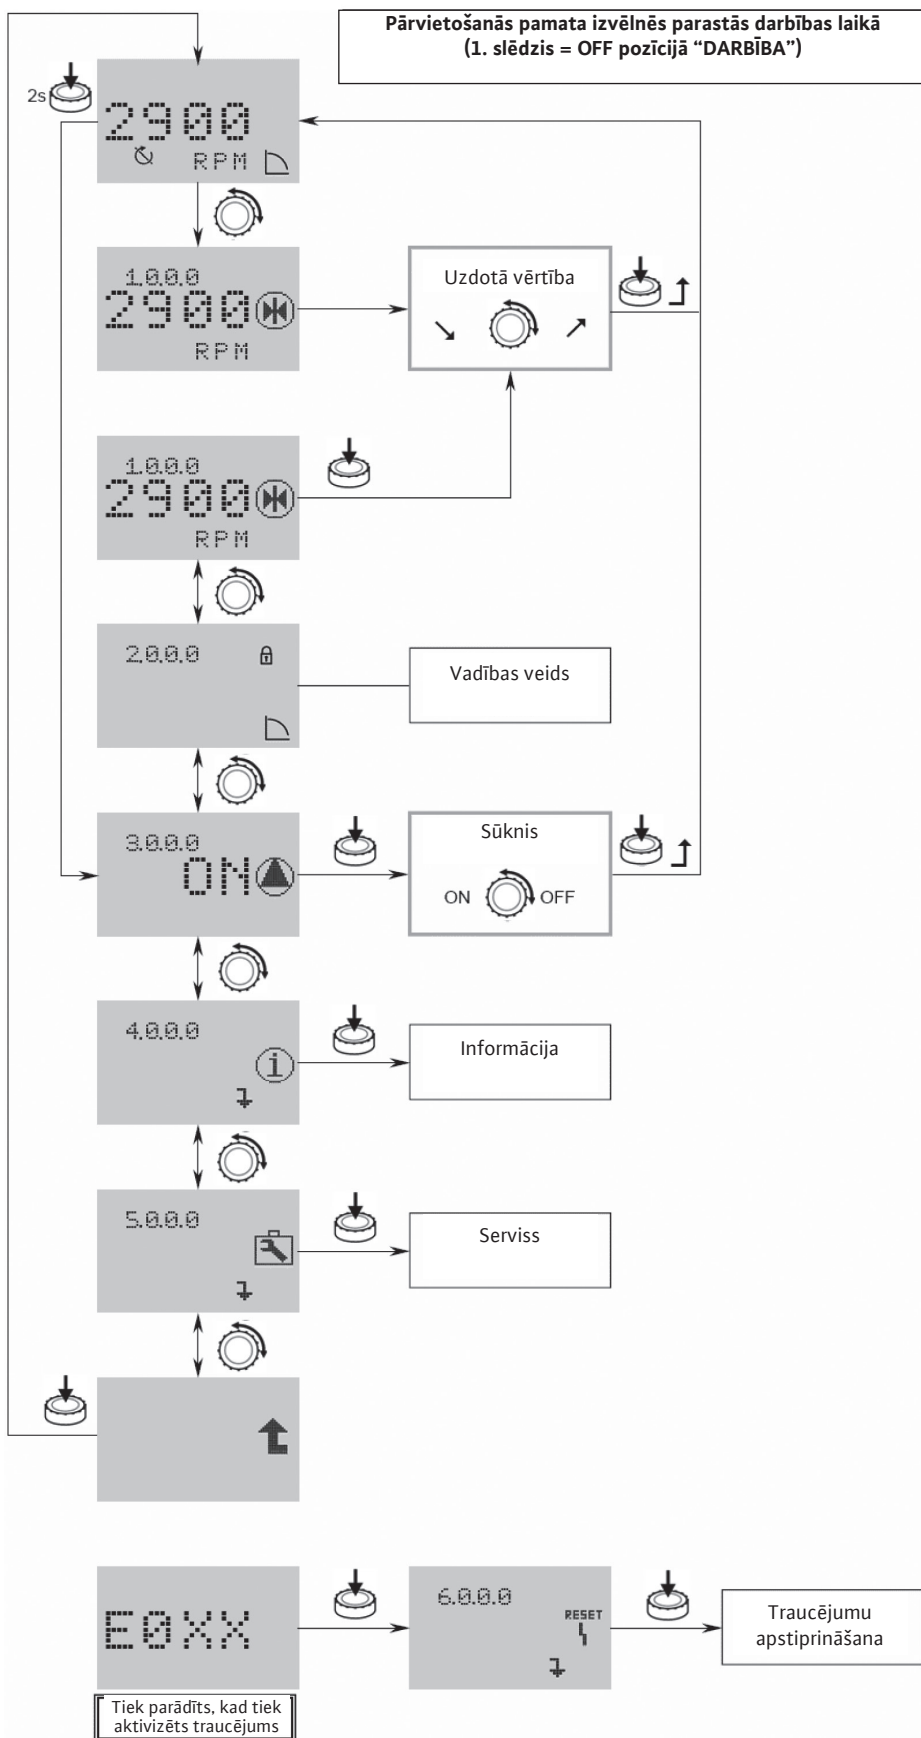 Pārvietošanās pamata izvēlnēs parastās darbības laikā
(1. slēdzis = OFF pozīcijā “DARBĪBA”)
2s
2900
RPM
1.0.0.0
2900
RPM
Uzdotā vērtība
1.0.0.0
2900
RPM
2.0.0.0
Vadības veids
3.0.0.0
ON
Sūknis
ON OFF
4.0.0.0
i
Informācija
5.0.0.0
Serviss
E0XX
6.0.0.0
RESET
Traucējumu
apstiprināšana
Tiek parādīts, kad tiek
aktivizēts traucējums